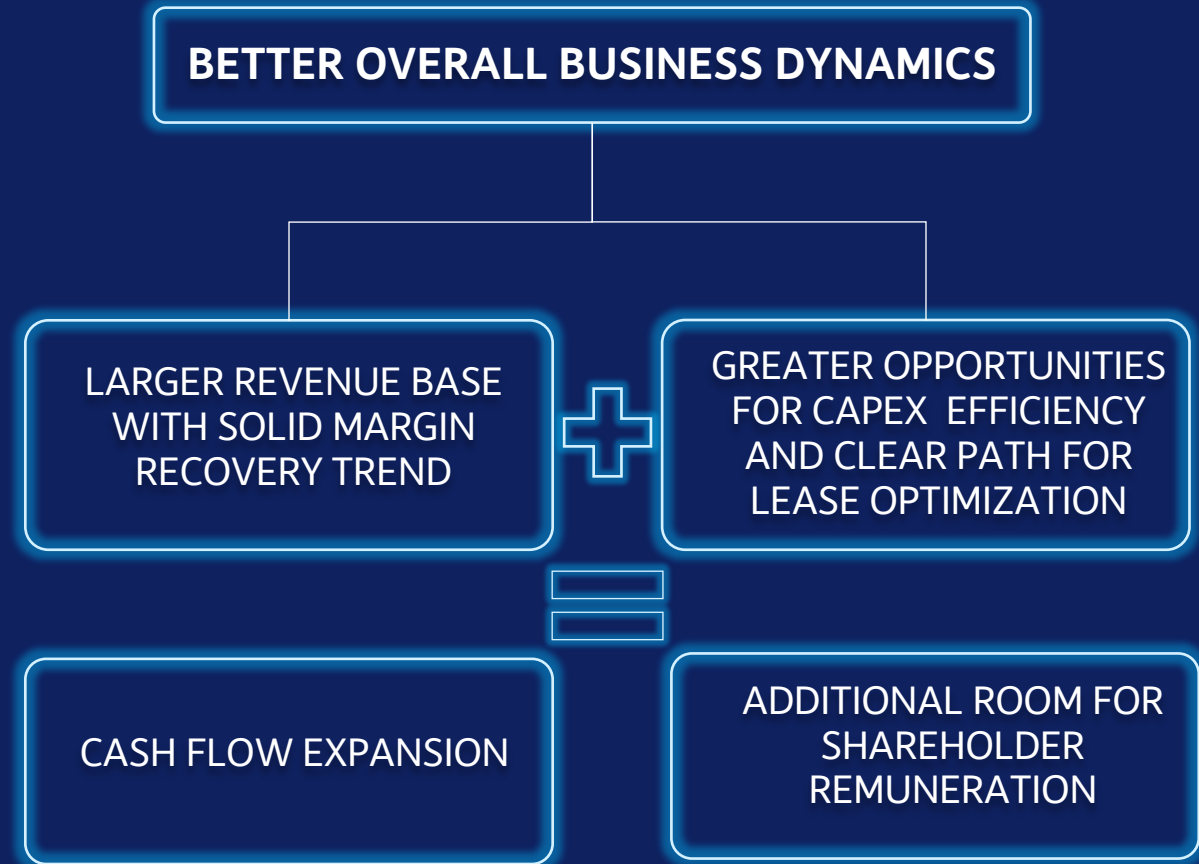 BETTER OVERALL BUSINESS DYNAMICS
LARGER REVENUE BASE
WITH SOLID MARGIN
RECOVERY TREND
GREATER OPPORTUNITIES
FOR CAPEX EFFICIENCY
AND CLEAR PATH FOR
LEASE OPTIMIZATION
CASH FLOW EXPANSION
ADDITIONAL ROOM FOR
SHAREHOLDER
REMUNERATION